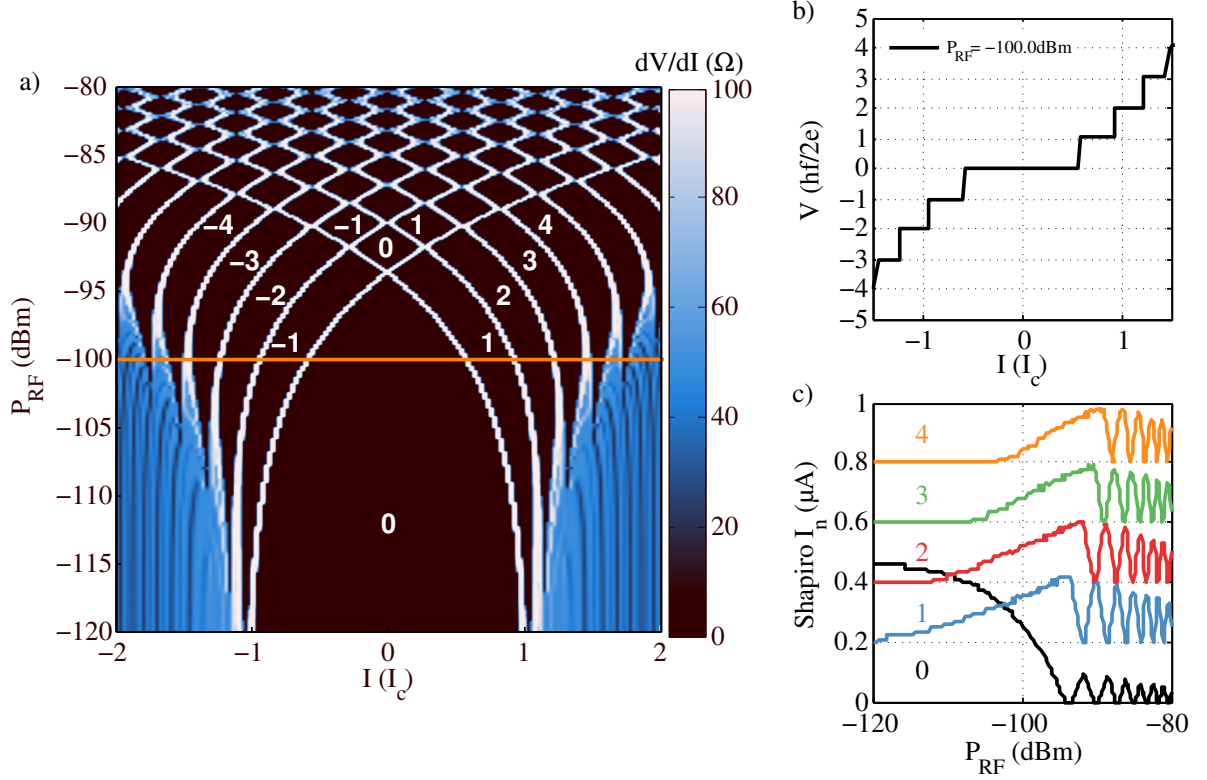 a)
dV/dI (Ω)
−80
−85
−90
−95
−100
−105
−110
−115
−120
P_RF (dBm)
−4 −1 1 4
0
−3 3
−2 2
−1 1
0
−2 −1 0 1 2
I (I_c)
100
80
60
40
20
0
b)
P_RF= −100.0dBm
5
4
3
2
1
0
-1
-2
−3
−4
−5
V (hf/2e)
−1 0 1
I (I_c)
c)
1
0.8
0.6
0.4
0.2
0
Shapiro I_n (μA)
4
3
2
1
0
−120 −100 −80
P_RF (dBm)